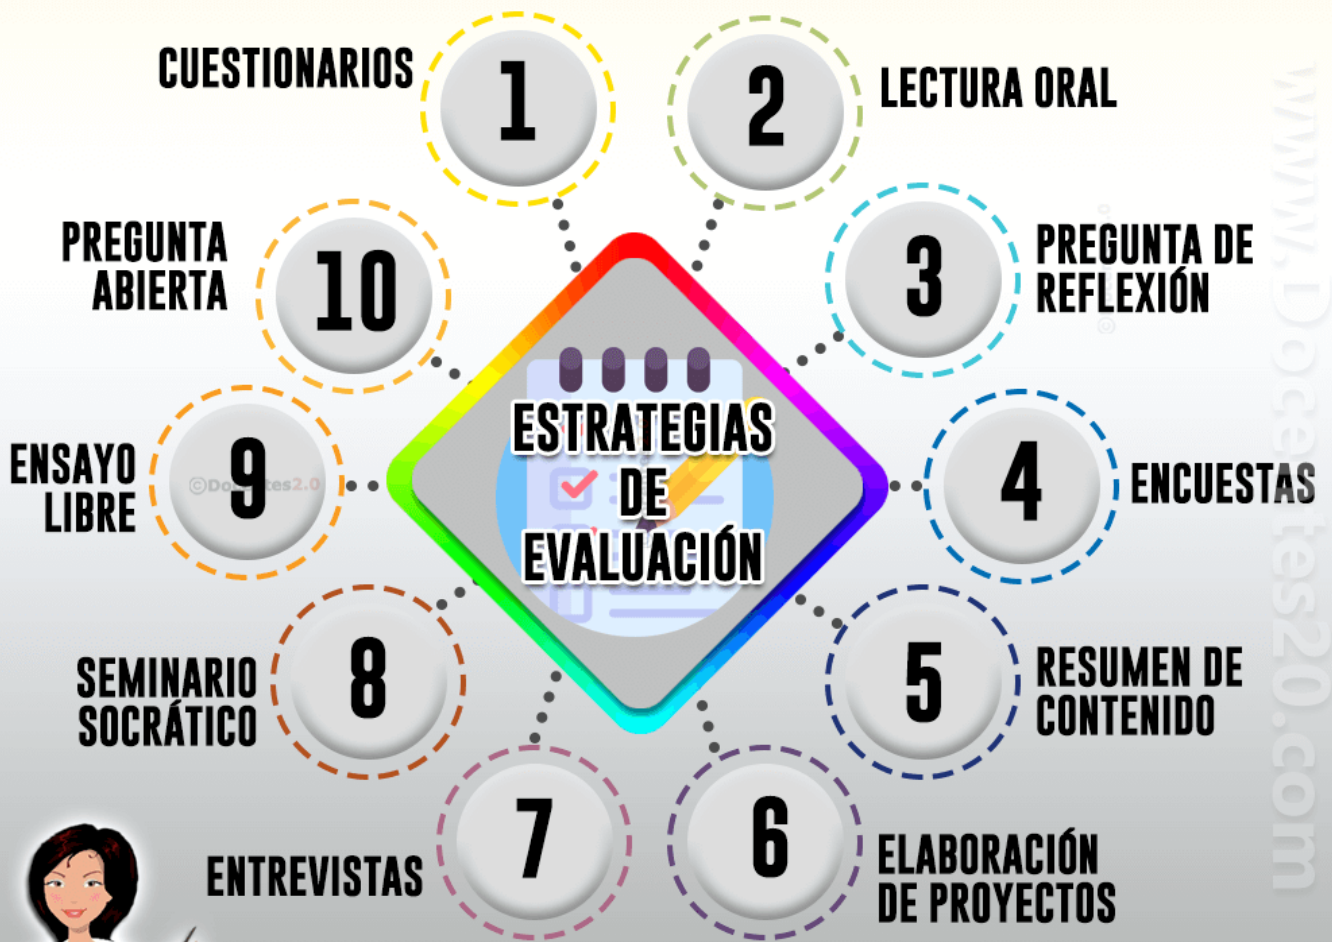 CUESTIONARIOS
1
2
LECTURA ORAL
PREGUNTA
ABIERTA
10
3
PREGUNTA DE
REFLEXIÓN
ESTRATEGIAS
DE
EVALUACIÓN
ENSAYO
LIBRE
9
4
ENCUESTAS
SEMINARIO
SOCRÁTICO
8
5
RESUMEN DE
CONTENIDO
ENTREVISTAS
7
6
ELABORACIÓN
DE PROYECTOS
www.Docentes20.com